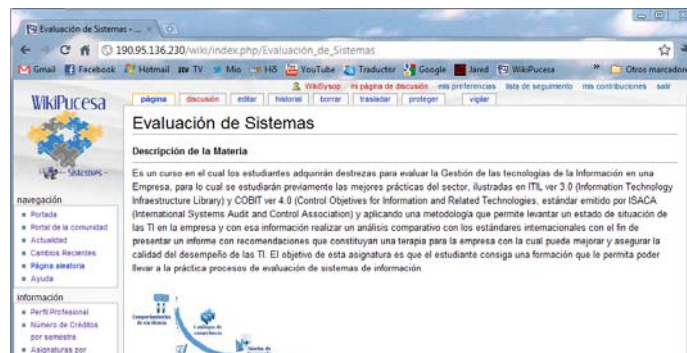 Evaluación de Sistemas - ...
190.95.136.230/wiki/index.php/Evaluación_de_Sistemas
Gmail Facebook Hotmail TV Mio Hi5 YouTube Traductor Google Jared WikiPucesa » Otros marcadores
WikiSysop mi página de discusión mis preferencias lista de seguimiento mis contribuciones salir
página discusión editar historial borrar trasladar proteger vigilar
WikiPucesa
- Sistemas -
Evaluación de Sistemas
Descripción de la Materia
Es un curso en el cual los estudiantes adquirirán destrezas para evaluar la Gestión de las tecnologías de la Información en una
Empresa, para lo cual se estudiarán previamente las mejores prácticas del sector, ilustradas en ITIL ver 3.0 (Information Technology
Infraestructure Library) y COBIT ver 4.0 (Control Objetives for Information and Related Technologies, estándar emitido por ISACA
(International Systems Audit and Control Association) y aplicando una metodología que permite levantar un estado de situación de
las TI en la empresa y con esa información realizar un análisis comparativo con los estándares internacionales con el fin de
presentar un informe con recomendaciones que constituyan una terapia para la empresa con la cual puede mejorar y asegurar la
calidad del desempeño de las TI. El objetivo de esta asignatura es que el estudiante consiga una formación que le permita poder
llevar a la práctica procesos de evaluación de sistemas de información.
navegación
Portada
Portal de la comunidad
Actualidad
Cambios Recientes
Página aleatoria
Ayuda
información
Perfil Profesional
Número de Créditos
por semestre
Asignaturas por